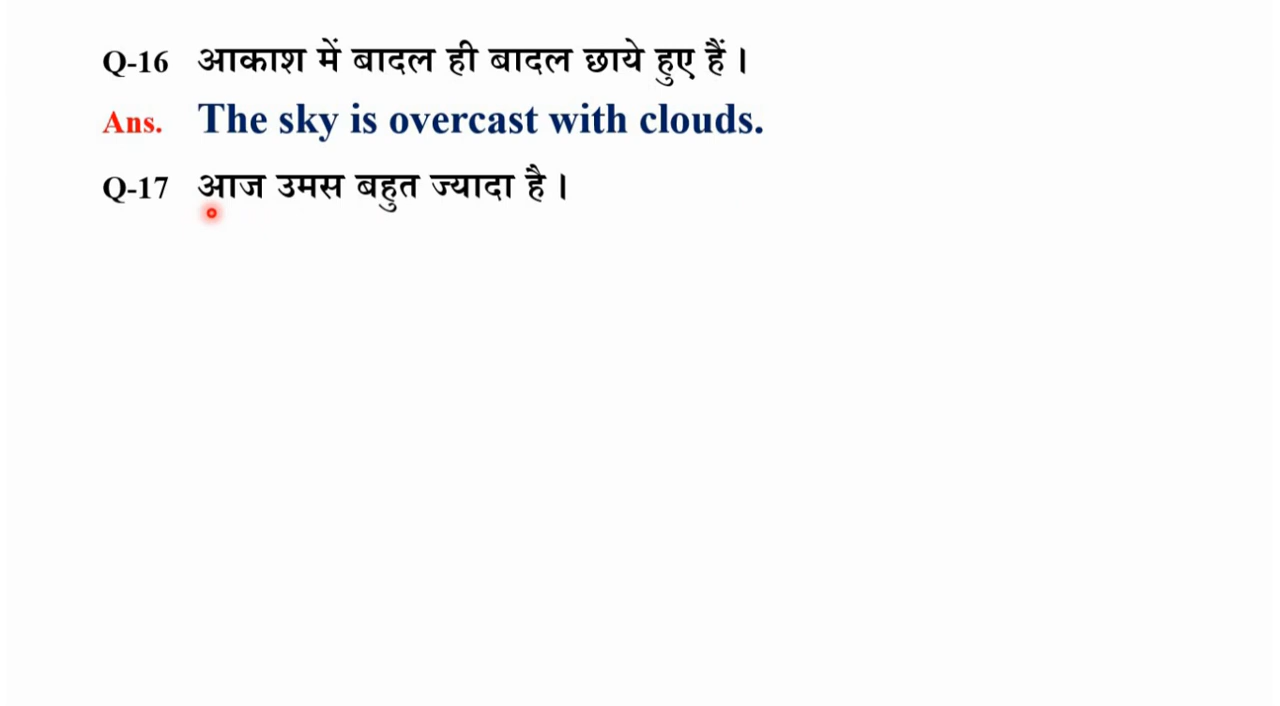 Q-16 आकाश में बादल ही बादल छाये हुए हैं ।
Ans. The sky is overcast with clouds.
Q-17 आज उमस बहुत ज्यादा है ।